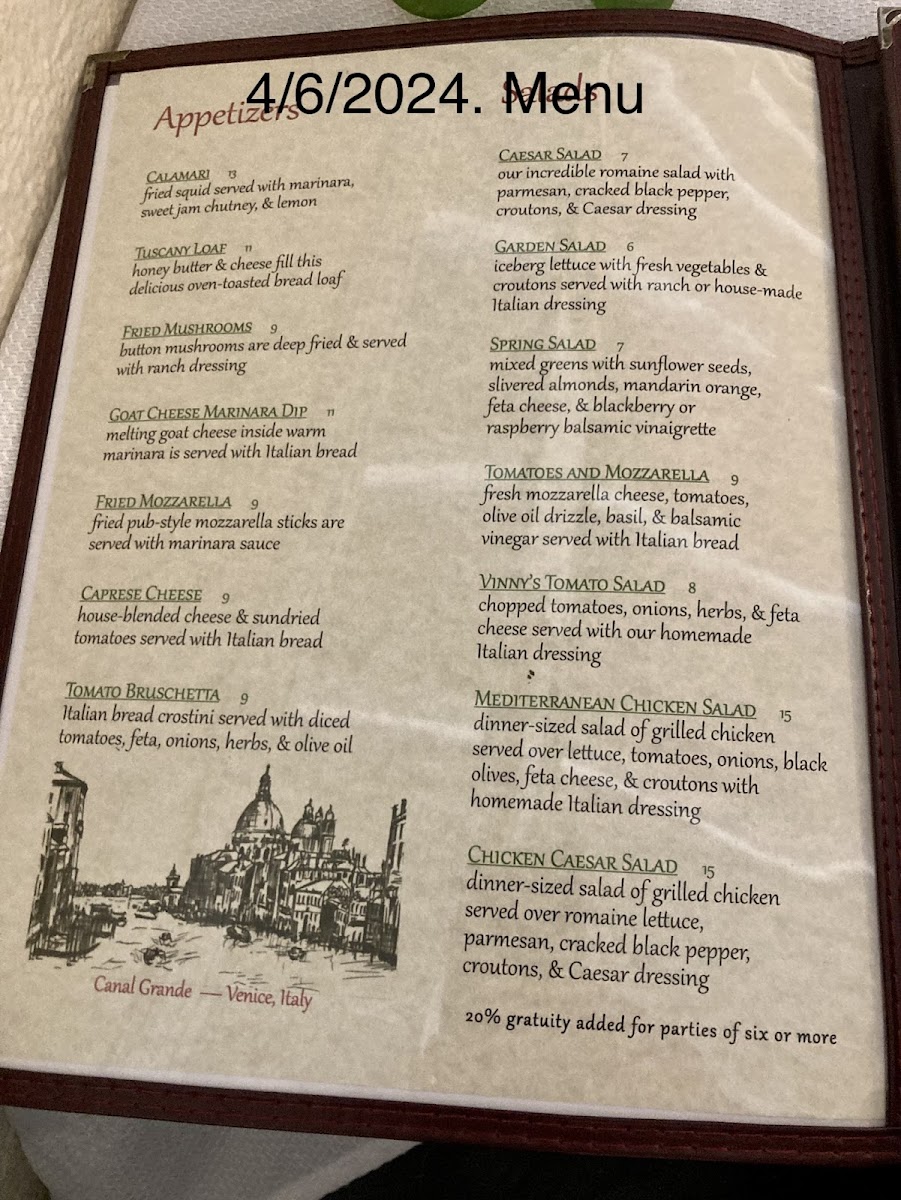 4/6/2024. Menu
Appetizers
CALAMARI 13
fried squid served with marinara,
sweet jam chutney, & lemon
TUSCANY LOAF 11
honey butter & cheese fill this
delicious oven-toasted bread loaf
FRIED MUSHROOMS 9
button mushrooms are deep fried & served
with ranch dressing
GOAT CHEESE MARINARA DIP 11
melting goat cheese inside warm
marinara is served with Italian bread
FRIED MOZZARELLA 9
fried pub-style mozzarella sticks are
served with marinara sauce
CAPRESE CHEESE 9
house-blended cheese & sundried
tomatoes served with Italian bread
TOMATO BRUSCHETTA 9
Italian bread crostini served with diced
tomatoes, feta, onions, herbs, & olive oil
Canal Grande — Venice, Italy
Salads
CAESAR SALAD 7
our incredible romaine salad with
parmesan, cracked black pepper,
croutons, & Caesar dressing
GARDEN SALAD 6
iceberg lettuce with fresh vegetables &
croutons served with ranch or house-made
Italian dressing
SPRING SALAD 7
mixed greens with sunflower seeds,
slivered almonds, mandarin orange,
feta cheese, & blackberry or
raspberry balsamic vinaigrette
TOMATOES AND MOZZARELLA 9
fresh mozzarella cheese, tomatoes,
olive oil drizzle, basil, & balsamic
vinegar served with Italian bread
VINNY'S TOMATO SALAD 8
chopped tomatoes, onions, herbs, & feta
cheese served with our homemade
Italian dressing
MEDITERRANEAN CHICKEN SALAD 15
dinner-sized salad of grilled chicken
served over lettuce, tomatoes, onions, black
olives, feta cheese, & croutons with
homemade Italian dressing
CHICKEN CAESAR SALAD 15
dinner-sized salad of grilled chicken
served over romaine lettuce,
parmesan, cracked black pepper,
croutons, & Caesar dressing
20% gratuity added for parties of six or more